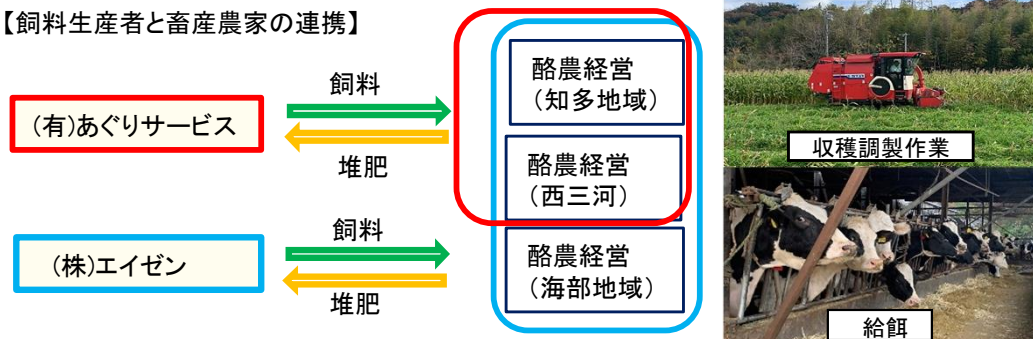 【飼料生産者と畜産農家の連携】
(有)あぐりサービス
飼料
堆肥
酪農経営
(知多地域)
酪農経営
(西三河)
(株)エイゼン
飼料
堆肥
酪農経営
(海部地域)
収穫調製作業
給餌